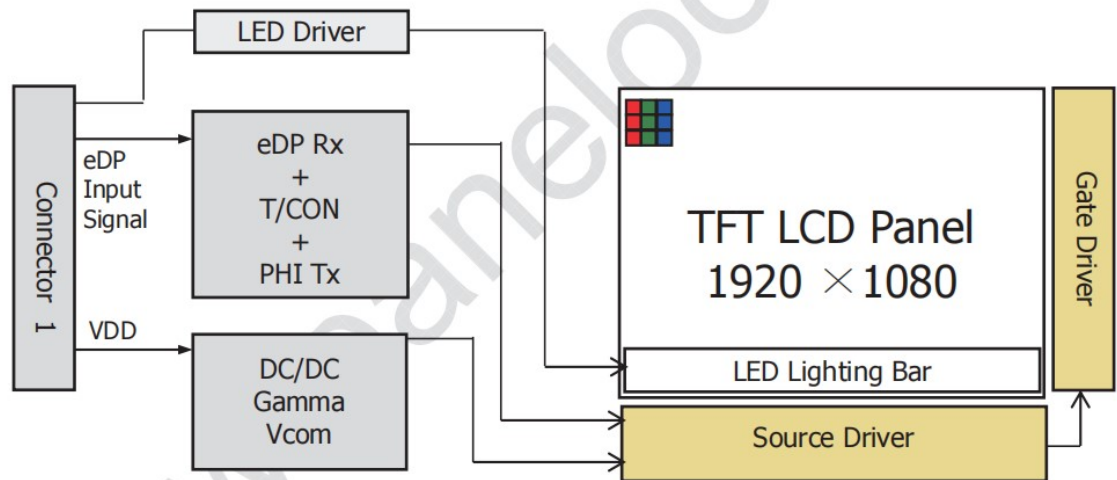 LED Driver
Connector 1
eDP
Input
Signal
eDP Rx
+
T/CON
+
PHI Tx
VDD
DC/DC
Gamma
Vcom
TFT LCD Panel
1920 ×1080
LED Lighting Bar
Source Driver
Gate Driver